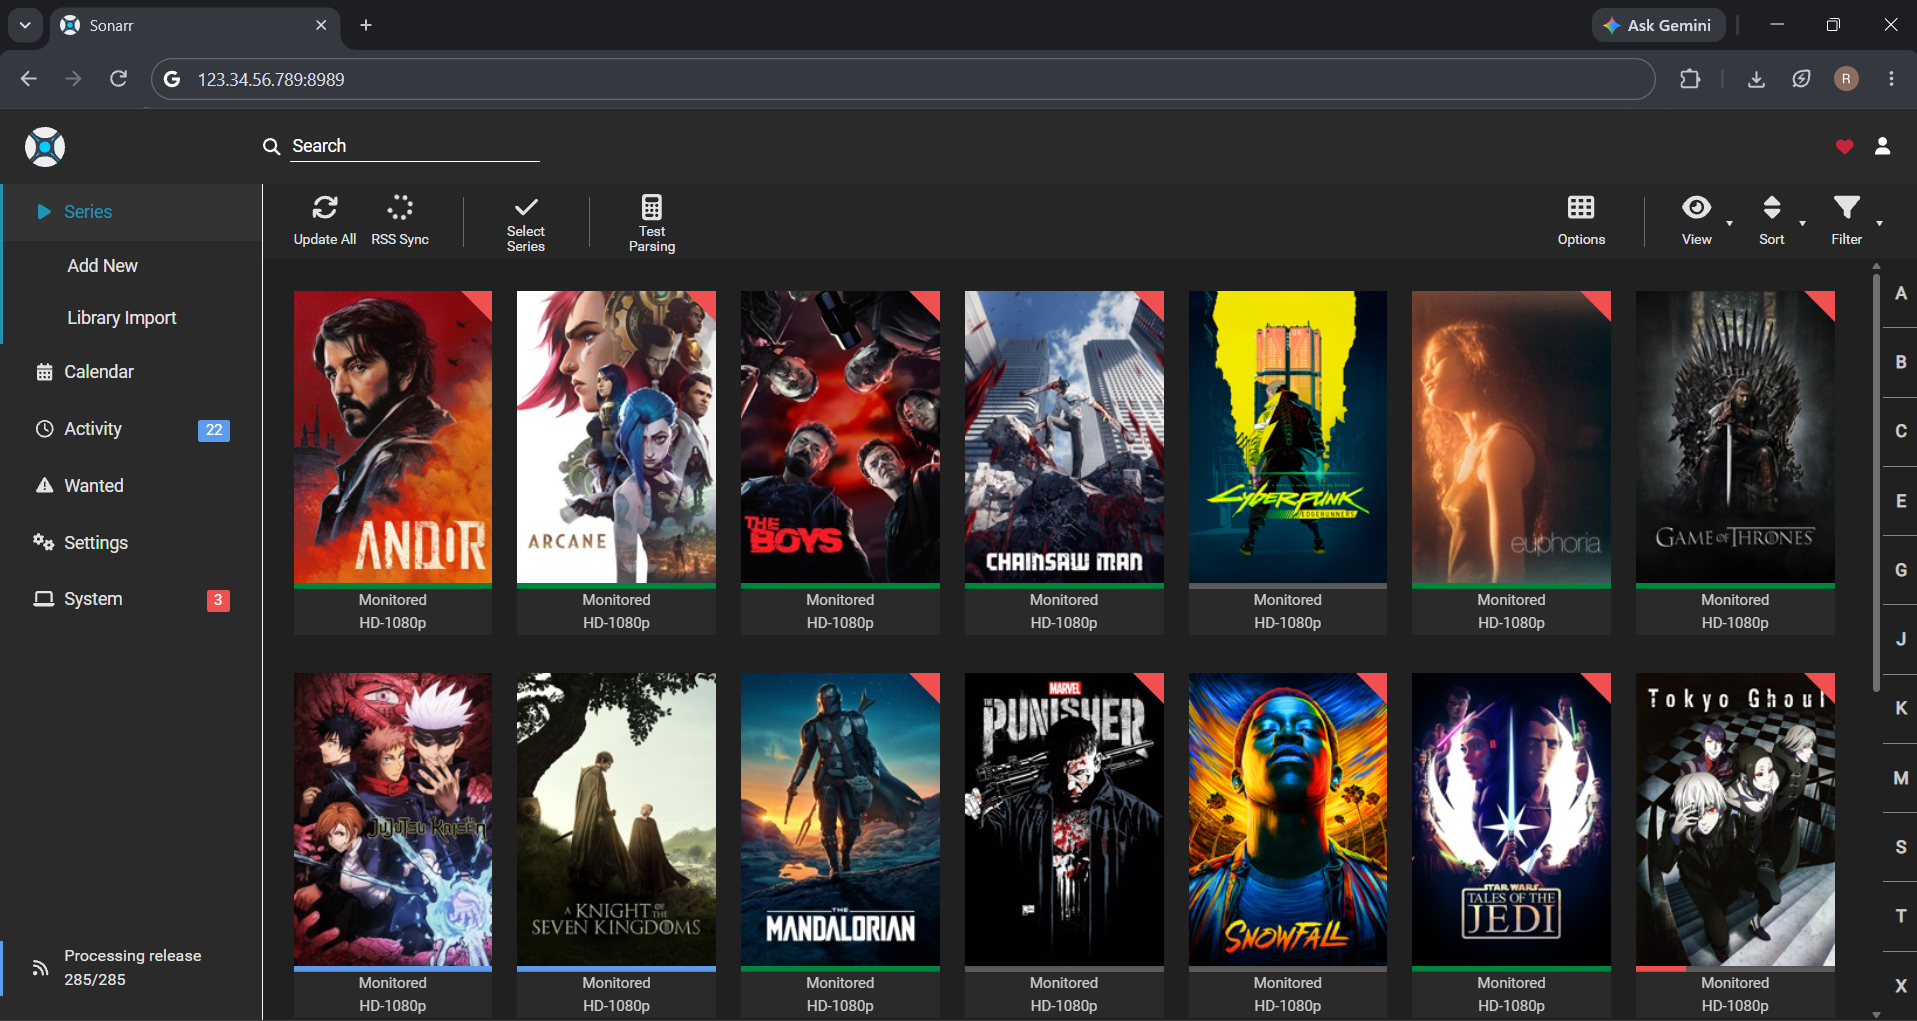 Sonarr
Ask Gemini
123.34.56.789:8989
R
Search
Series
Add New
Library Import
Calendar
Activity
22
Wanted
Settings
System
3
Processing release
285/285
Update All
RSS Sync
Select
Series
Test
Parsing
Options
View
Sort
Filter
ANDOR
Monitored
HD-1080p
ARCANE
Monitored
HD-1080p
THE
BOYS
Monitored
HD-1080p
CHAINSAW MAN
Monitored
HD-1080p
CYBERPUNK
EDGERUNNERS
Monitored
HD-1080p
euphoria
Monitored
HD-1080p
GAME OF THRONES
Monitored
HD-1080p
JUJUTSU KAISEN
Monitored
HD-1080p
A KNIGHT OF THE
SEVEN KINGDOMS
Monitored
HD-1080p
THE
MANDALORIAN
Monitored
HD-1080p
MARVEL
THE
PUNISHER
Monitored
HD-1080p
SNOWFALL
Monitored
HD-1080p
STAR WARS
TALES OF THE
JEDI
Monitored
HD-1080p
Tokyo Ghoul
Monitored
HD-1080p
A
B
C
E
G
J
K
M
S
T
X